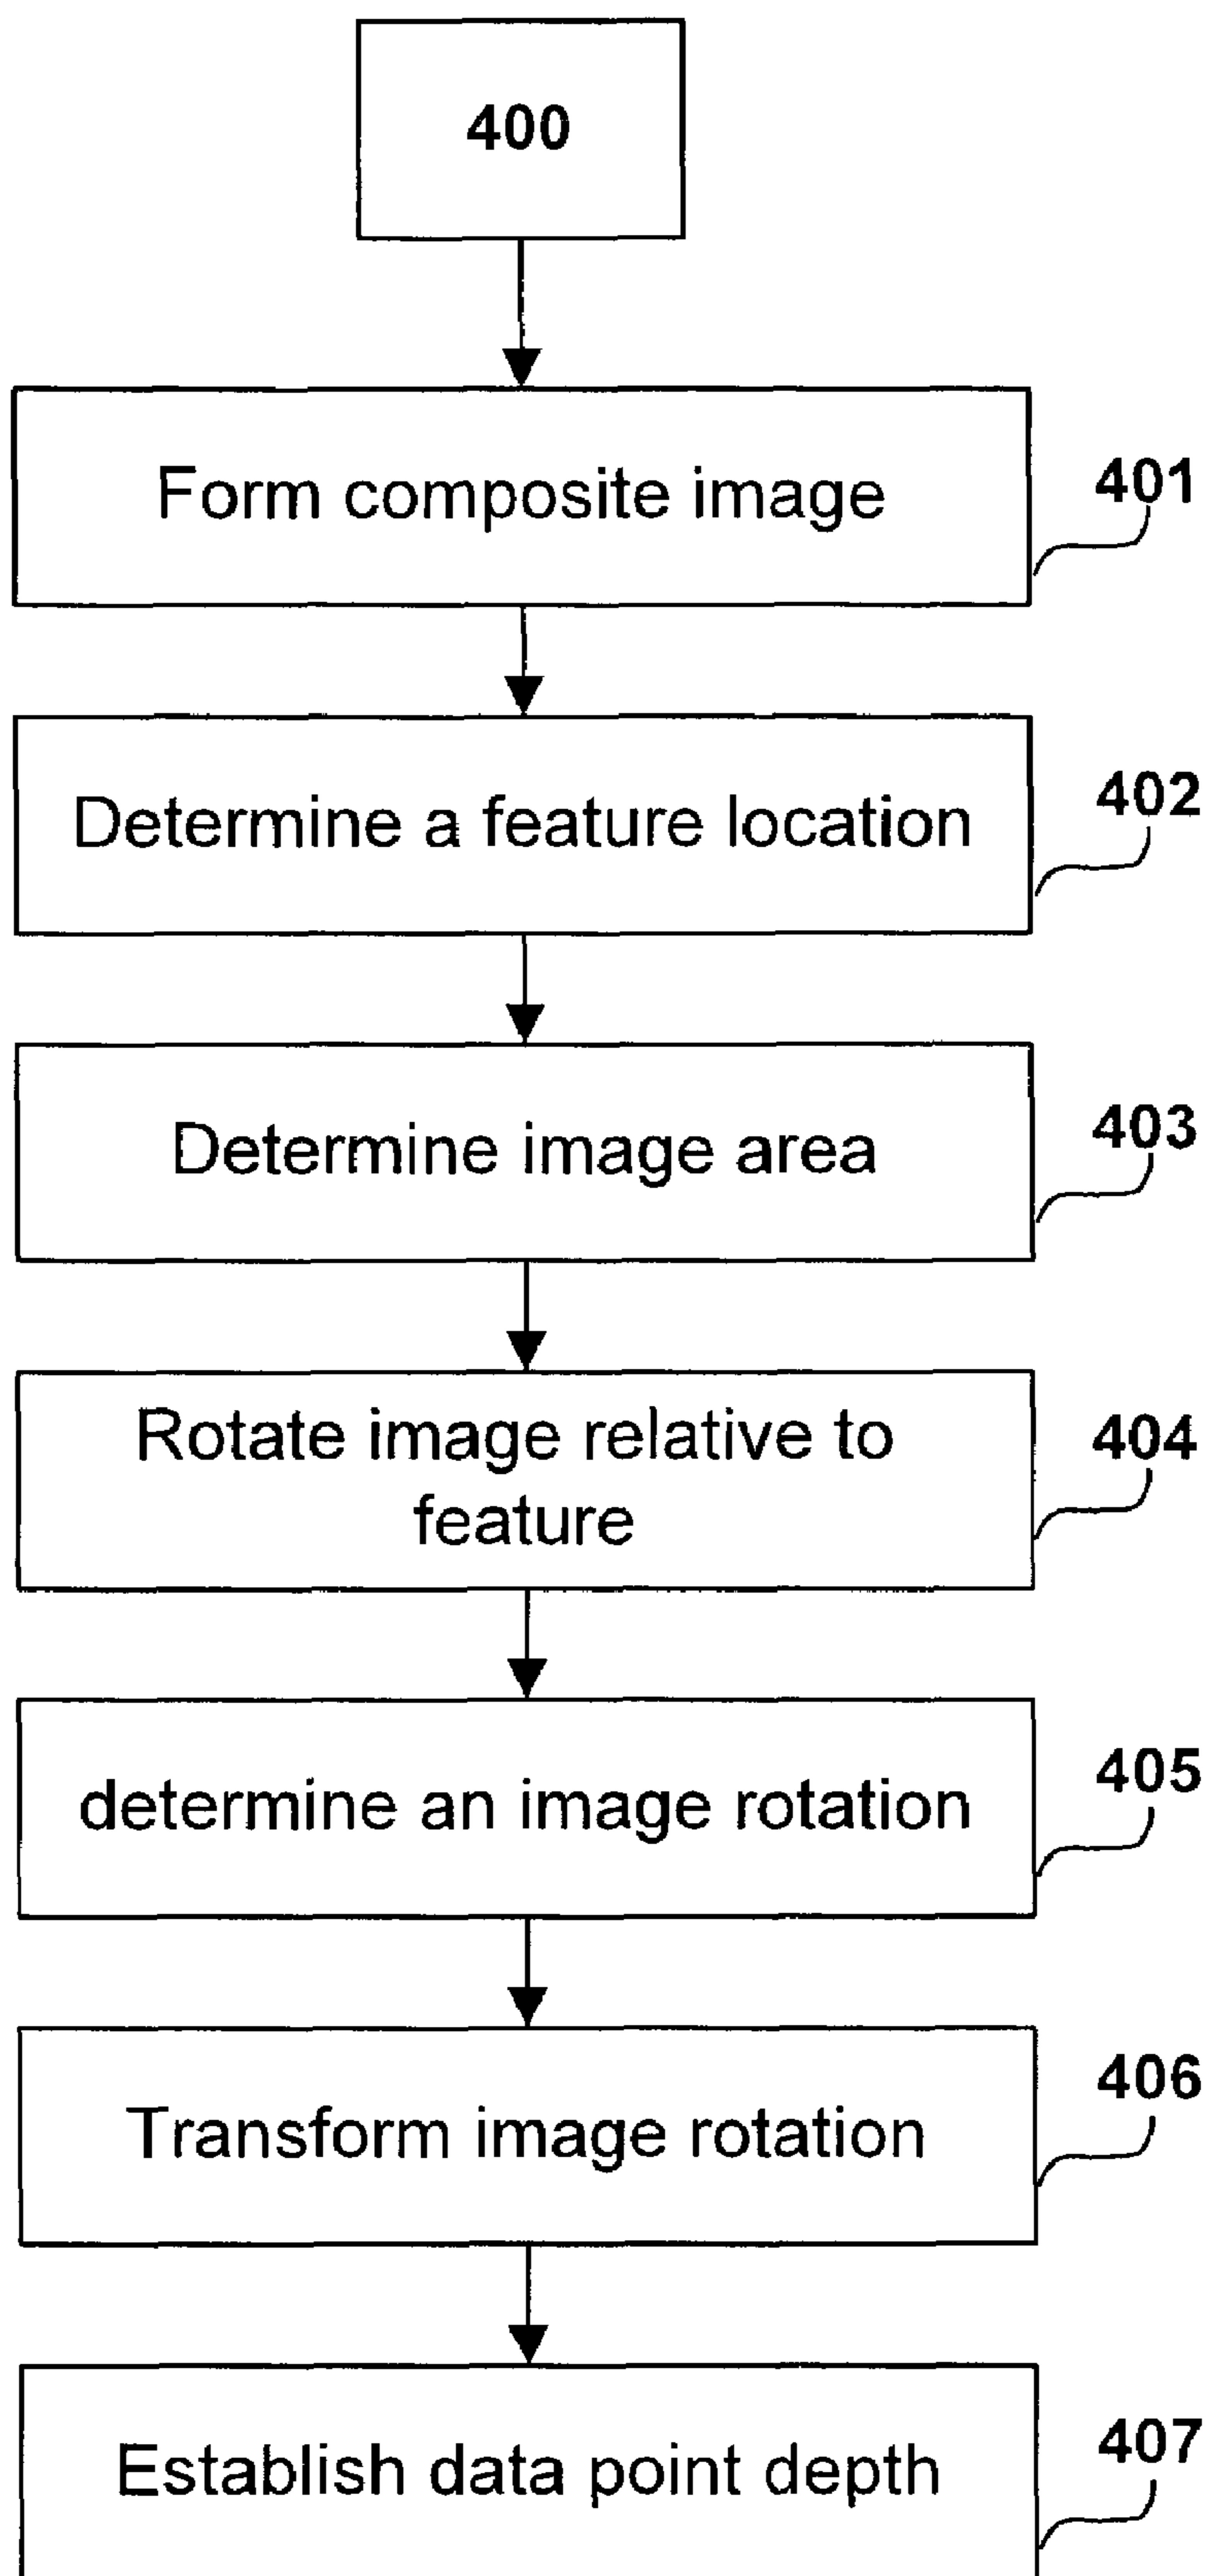 400
Form composite image
401
Determine a feature location
402
Determine image area
403
Rotate image relative to
feature
404
determine an image rotation
405
Transform image rotation
406
Establish data point depth
407